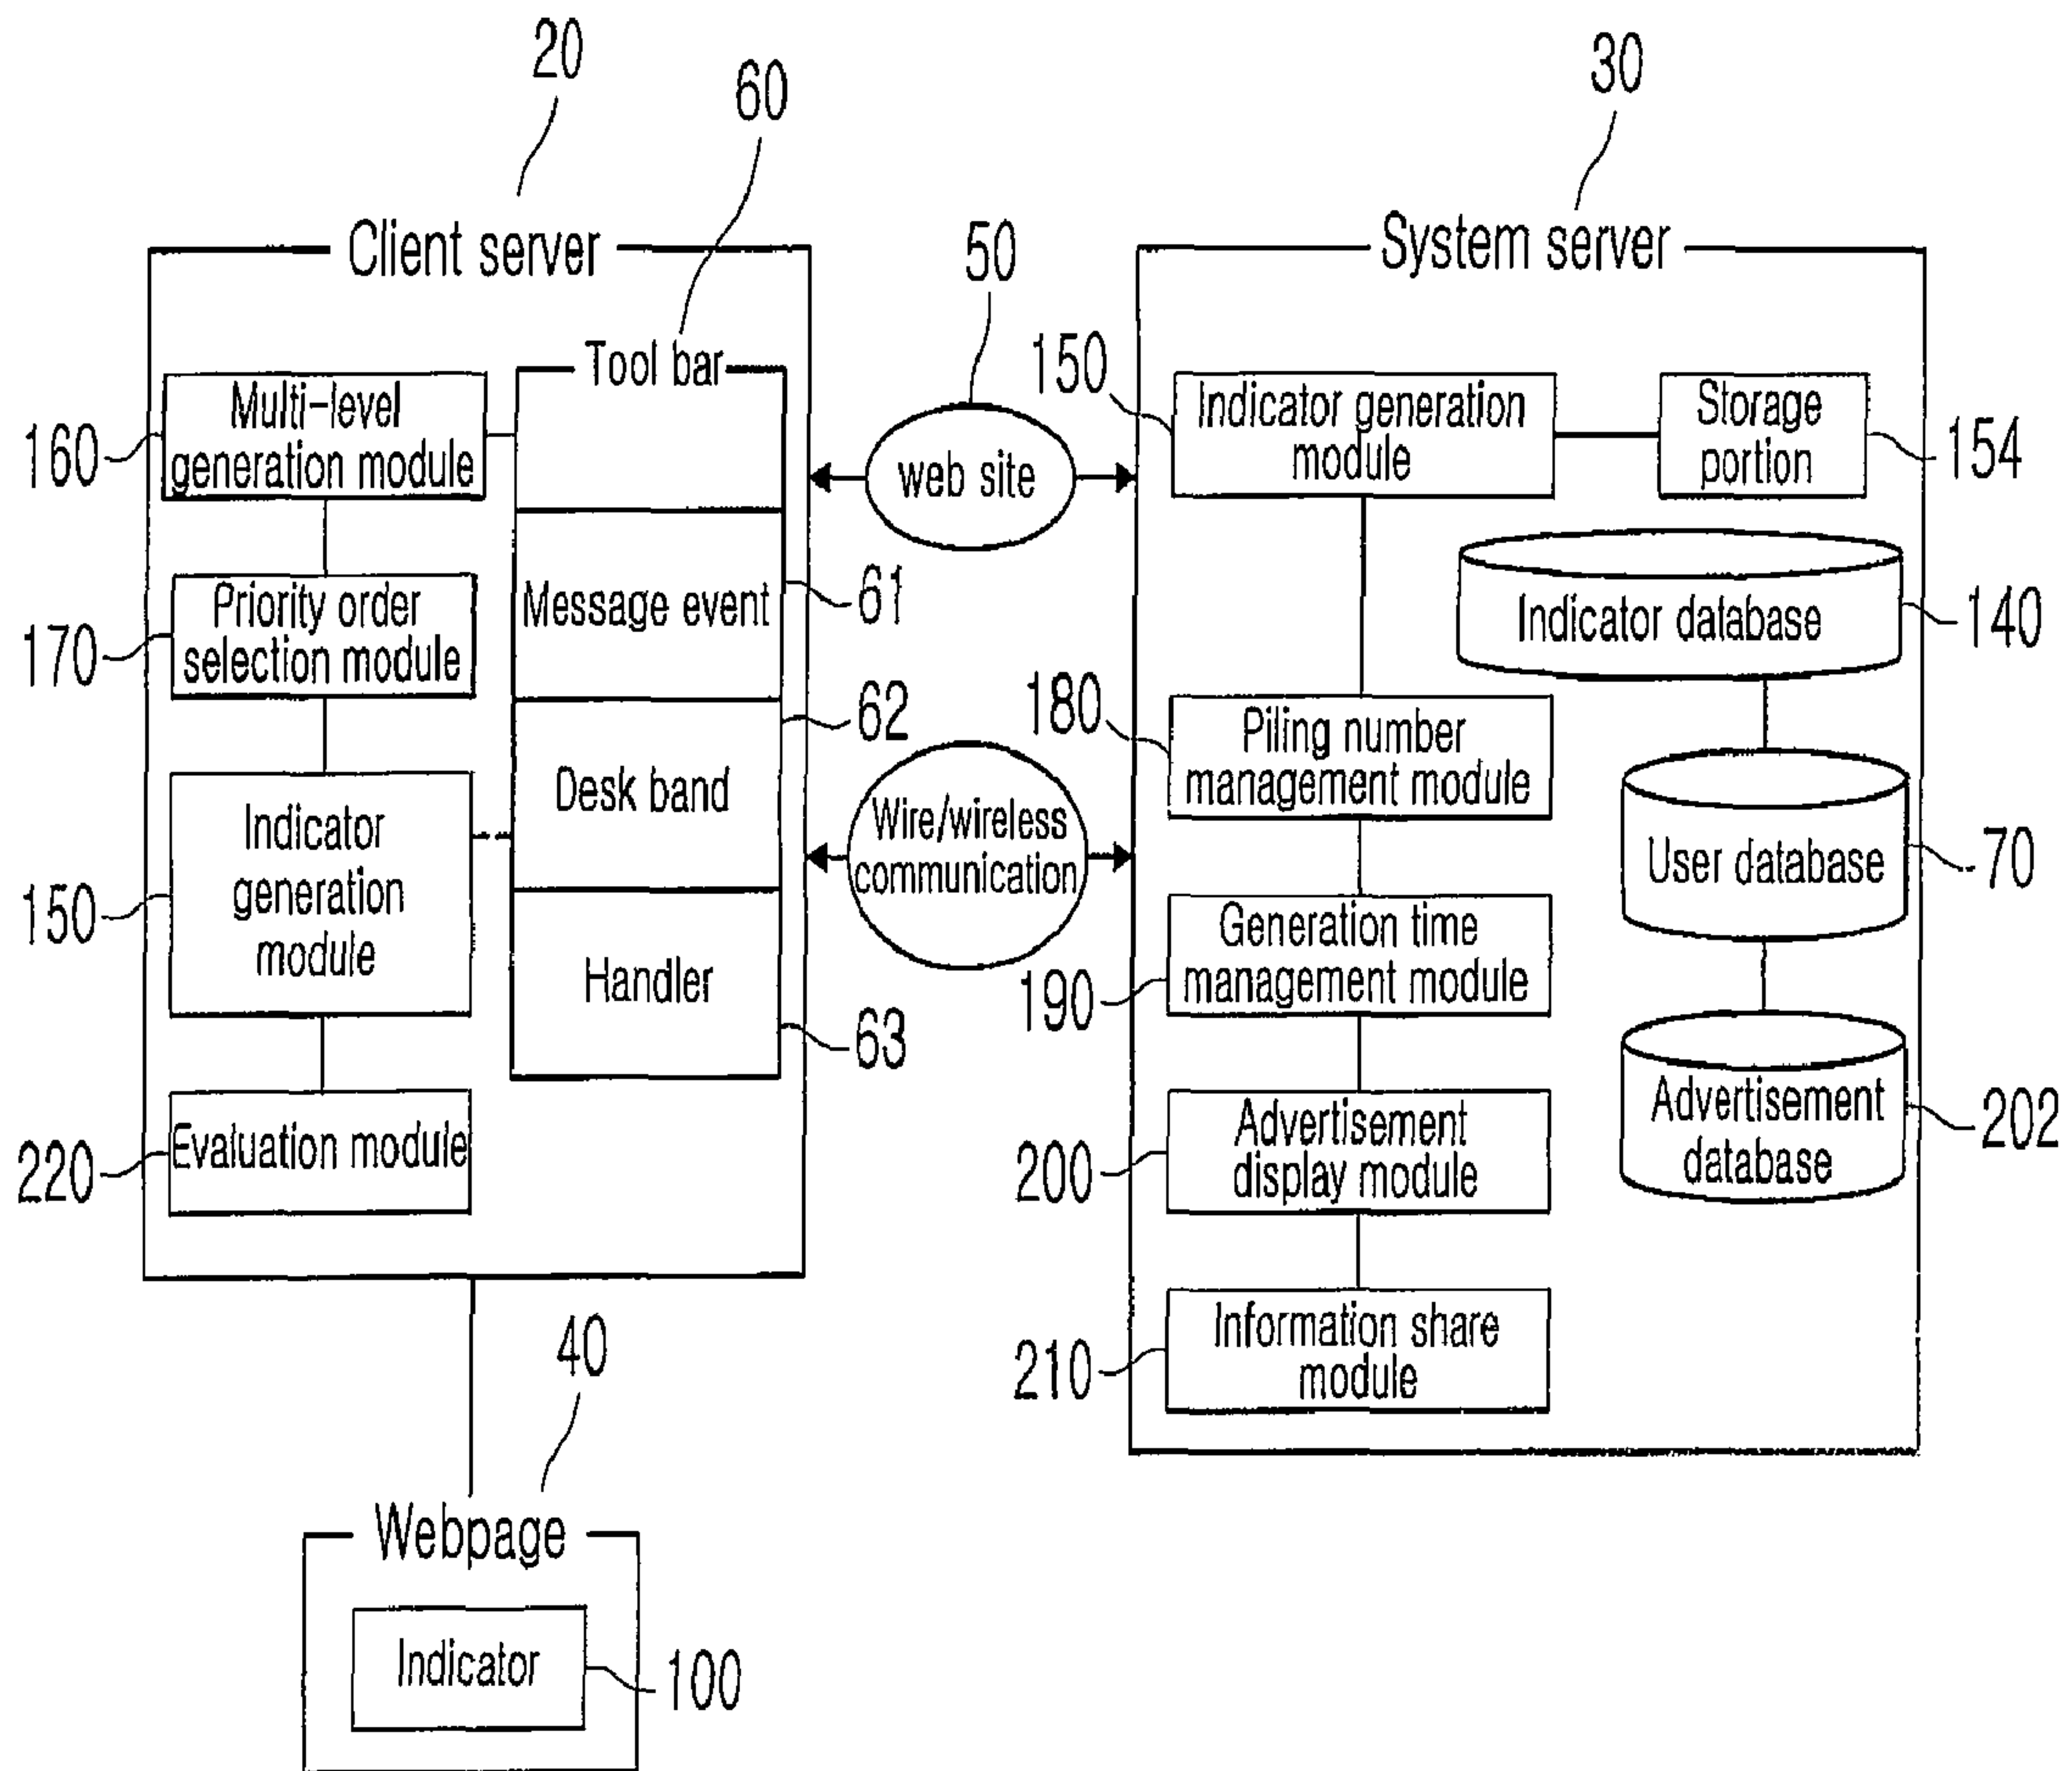 20
60
30
Client server
50
System server
Tool bar
150
Multi-level
generation module
160
web site
Indicator generation
module
Storage
portion
154
Message event
61
Priority order
selection module
170
Indicator database
140
62
180
Piling number
management module
Desk band
Indicator
generation
module
150
Wire/wireless
communication
User database
70
Generation time
management module
190
Handler
63
Evaluation module
220
Advertisement
display module
200
Advertisement
database
202
Information share
module
210
40
Webpage
Indicator
100